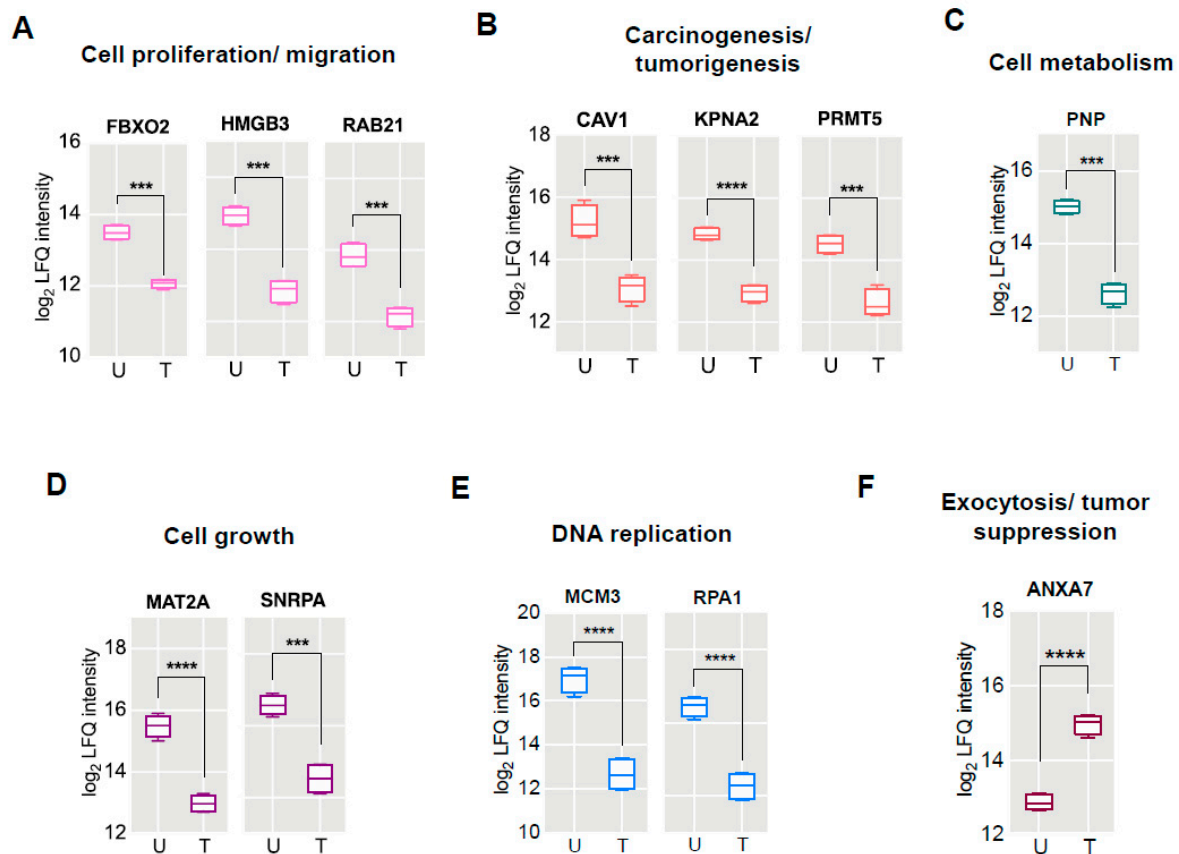 A
Cell proliferation/ migration
FBXO2
HMGB3
RAB21
log2 LFQ intensity
16
14
12
10
***
***
***
U
T
U
T
U
T
B
Carcinogenesis/
tumorigenesis
CAV1
KPNA2
PRMT5
log2 LFQ intensity
18
16
14
12
***
****
***
U
T
U
T
U
T
C
Cell metabolism
PNP
log2 LFQ intensity
16
14
12
***
U
T
D
Cell growth
MAT2A
SNRPA
log2 LFQ intensity
18
16
14
12
****
***
U
T
U
T
E
DNA replication
MCM3
RPA1
log2 LFQ intensity
20
18
16
14
12
10
****
****
U
T
U
T
F
Exocytosis/ tumor
suppression
ANXA7
log2 LFQ intensity
18
15
13
12
****
U
T